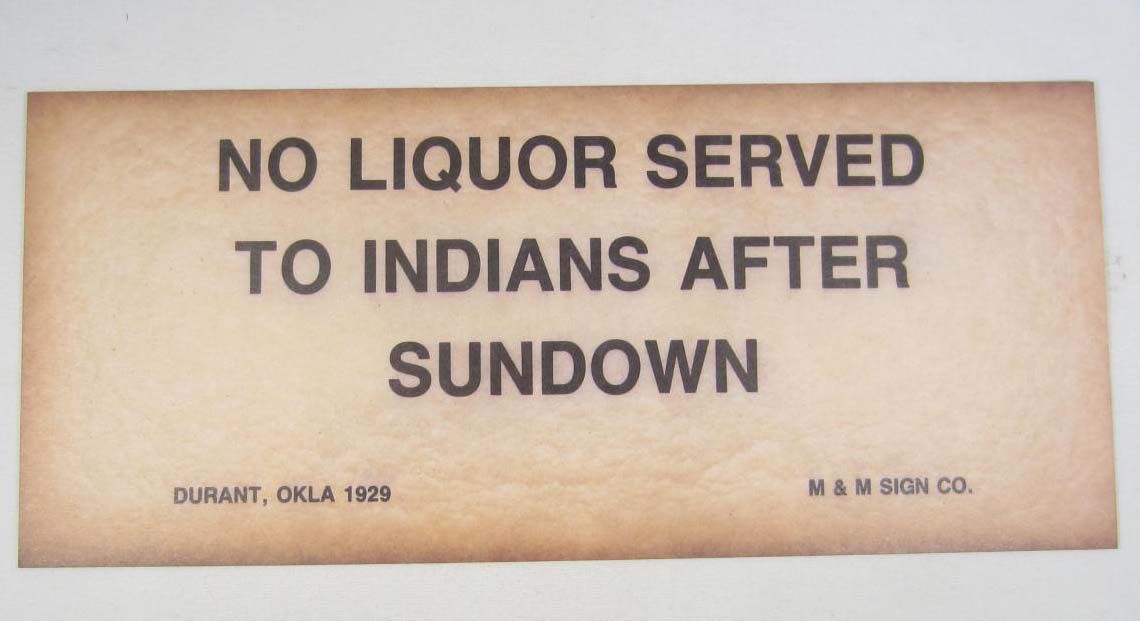 NO LIQUOR SERVED
TO INDIANS AFTER
SUNDOWN
DURANT, OKLA 1929
M & M SIGN CO.